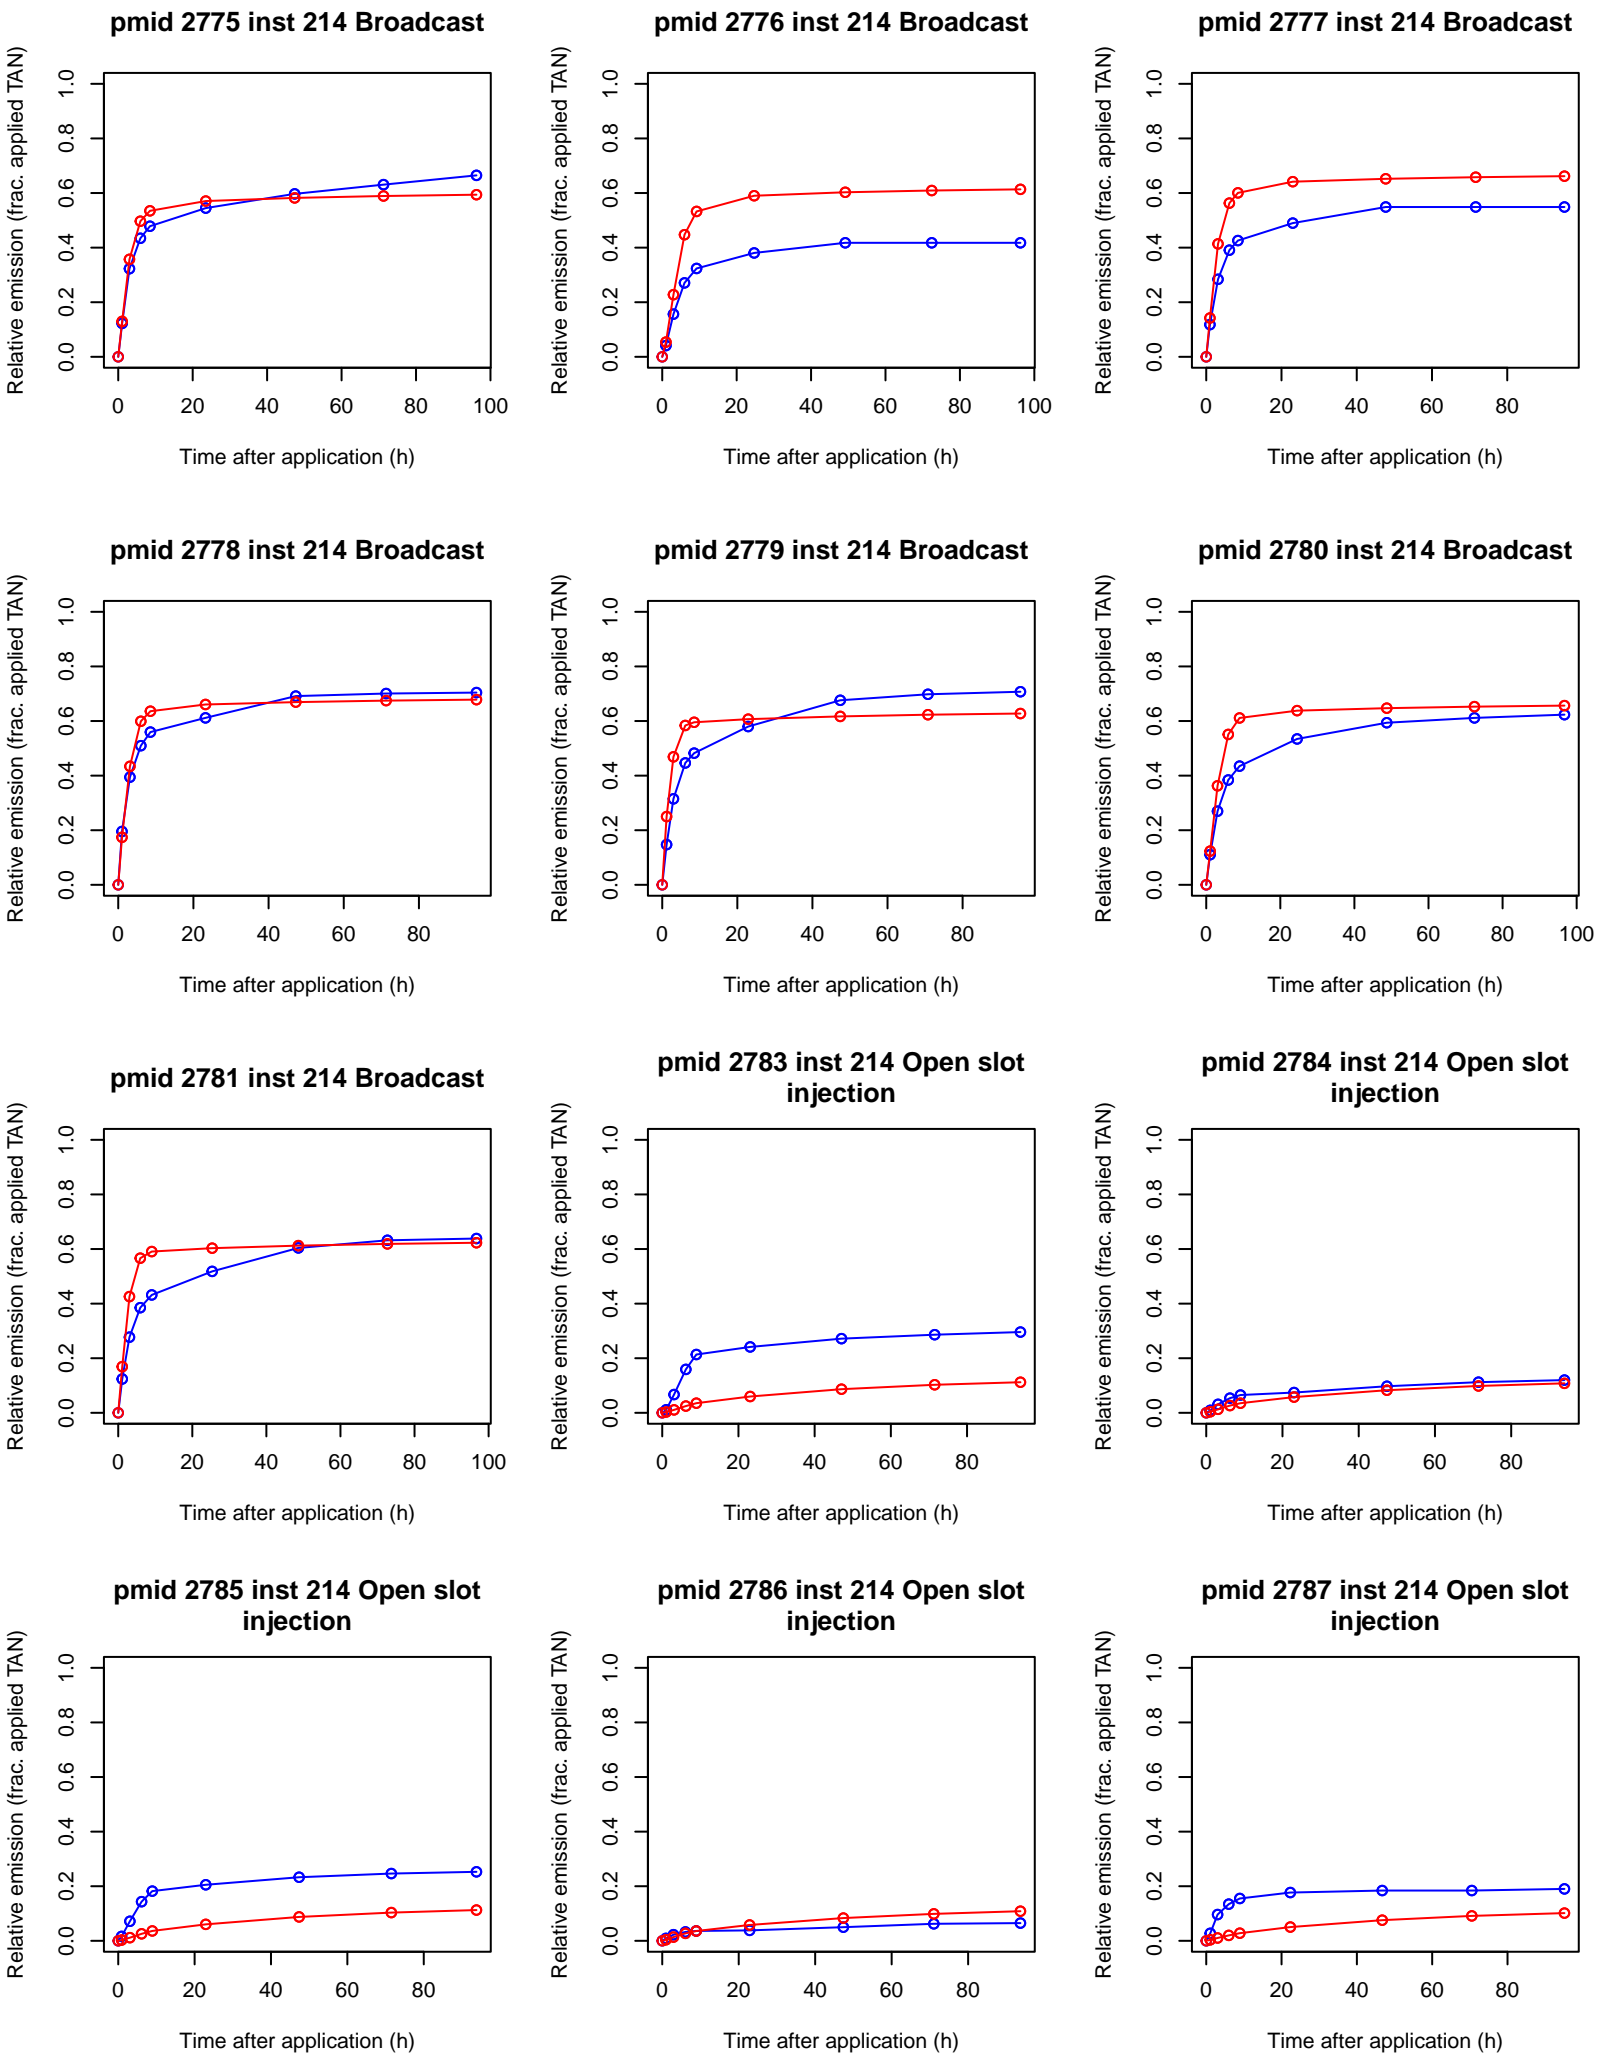 pmid 2775 inst 214 Broadcast
Relative emission (frac. applied TAN)
0.0 0.2 0.4 0.6 0.8 1.0
0 20 40 60 80 100
Time after application (h)
pmid 2776 inst 214 Broadcast
Relative emission (frac. applied TAN)
0.0 0.2 0.4 0.6 0.8 1.0
0 20 40 60 80 100
Time after application (h)
pmid 2777 inst 214 Broadcast
Relative emission (frac. applied TAN)
0.0 0.2 0.4 0.6 0.8 1.0
0 20 40 60 80
Time after application (h)
pmid 2778 inst 214 Broadcast
Relative emission (frac. applied TAN)
0.0 0.2 0.4 0.6 0.8 1.0
0 20 40 60 80
Time after application (h)
pmid 2779 inst 214 Broadcast
Relative emission (frac. applied TAN)
0.0 0.2 0.4 0.6 0.8 1.0
0 20 40 60 80
Time after application (h)
pmid 2780 inst 214 Broadcast
Relative emission (frac. applied TAN)
0.0 0.2 0.4 0.6 0.8 1.0
0 20 40 60 80 100
Time after application (h)
pmid 2781 inst 214 Broadcast
Relative emission (frac. applied TAN)
0.0 0.2 0.4 0.6 0.8 1.0
0 20 40 60 80 100
Time after application (h)
pmid 2783 inst 214 Open slot
injection
Relative emission (frac. applied TAN)
0.0 0.2 0.4 0.6 0.8 1.0
0 20 40 60 80
Time after application (h)
pmid 2784 inst 214 Open slot
injection
Relative emission (frac. applied TAN)
0.0 0.2 0.4 0.6 0.8 1.0
0 20 40 60 80
Time after application (h)
pmid 2785 inst 214 Open slot
injection
Relative emission (frac. applied TAN)
0.0 0.2 0.4 0.6 0.8 1.0
0 20 40 60 80
Time after application (h)
pmid 2786 inst 214 Open slot
injection
Relative emission (frac. applied TAN)
0.0 0.2 0.4 0.6 0.8 1.0
0 20 40 60 80
Time after application (h)
pmid 2787 inst 214 Open slot
injection
Relative emission (frac. applied TAN)
0.0 0.2 0.4 0.6 0.8 1.0
0 20 40 60 80
Time after application (h)